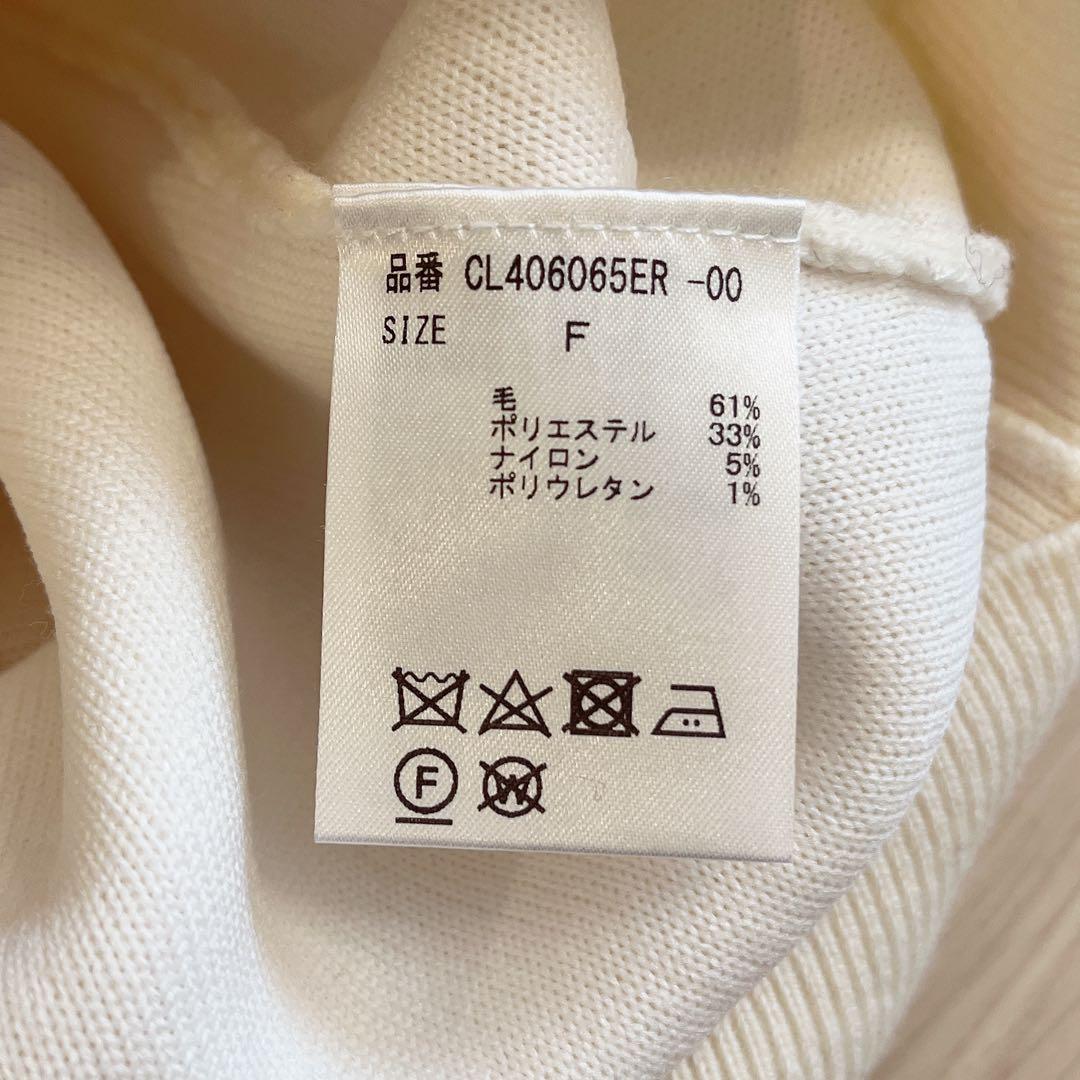 品番 CL406065ER -00
SIZE F
毛 61%
ポリエステル 33%
ナイロン 5%
ポリウレタン 1%
F W